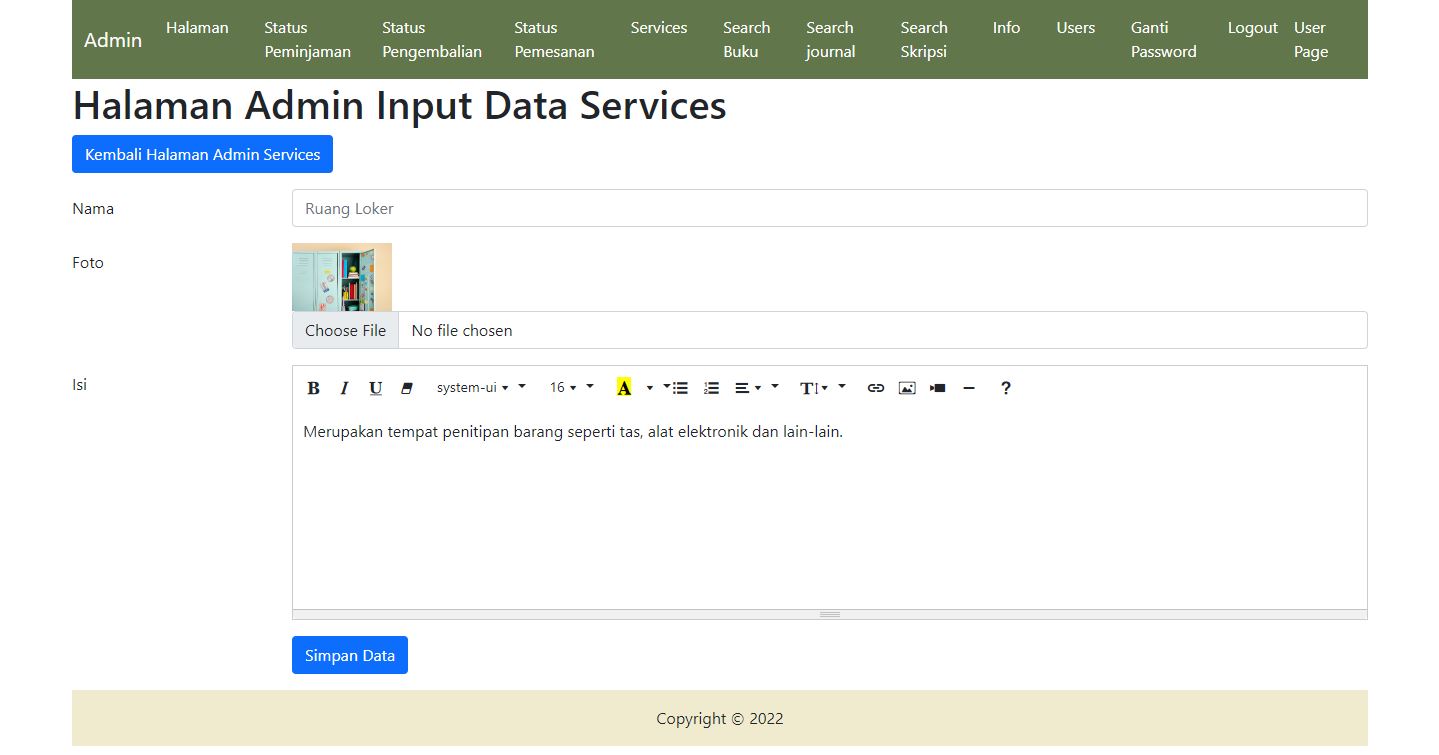 Admin
Halaman
Status
Peminjaman
Status
Pengembalian
Status
Pemesanan
Services
Search
Buku
Search
journal
Search
Skripsi
Info
Users
Ganti
Password
Logout
User
Page
Halaman Admin Input Data Services
Kembali Halaman Admin Services
Nama
Ruang Loker
Foto
Choose File
No file chosen
Isi
B I U system-ui 16 A T ?
Merupakan tempat penitipan barang seperti tas, alat elektronik dan lain-lain.
Simpan Data
Copyright © 2022